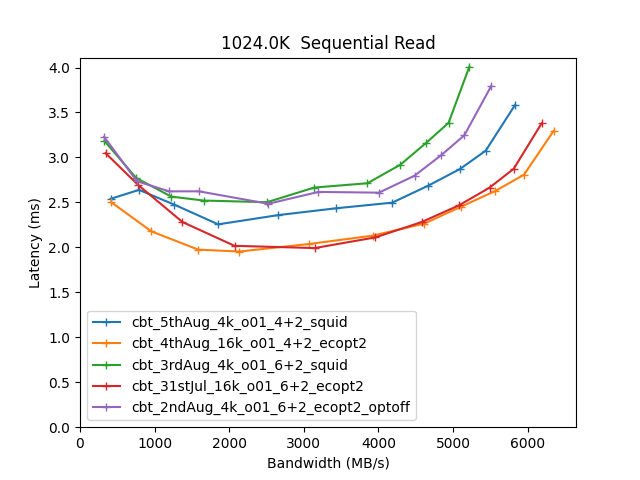 1024.0K  Sequential Read
4.0
3.5
3.0
2.5
2.0
1.5
1.0
0.5
0.0
Latency (ms)
cbt_5thAug_4k_o01_4+2_squid
cbt_4thAug_16k_o01_4+2_ecopt2
cbt_3rdAug_4k_o01_6+2_squid
cbt_31stJul_16k_o01_6+2_ecopt2
cbt_2ndAug_4k_o01_6+2_ecopt2_optoff
0 1000 2000 3000 4000 5000 6000
Bandwidth (MB/s)